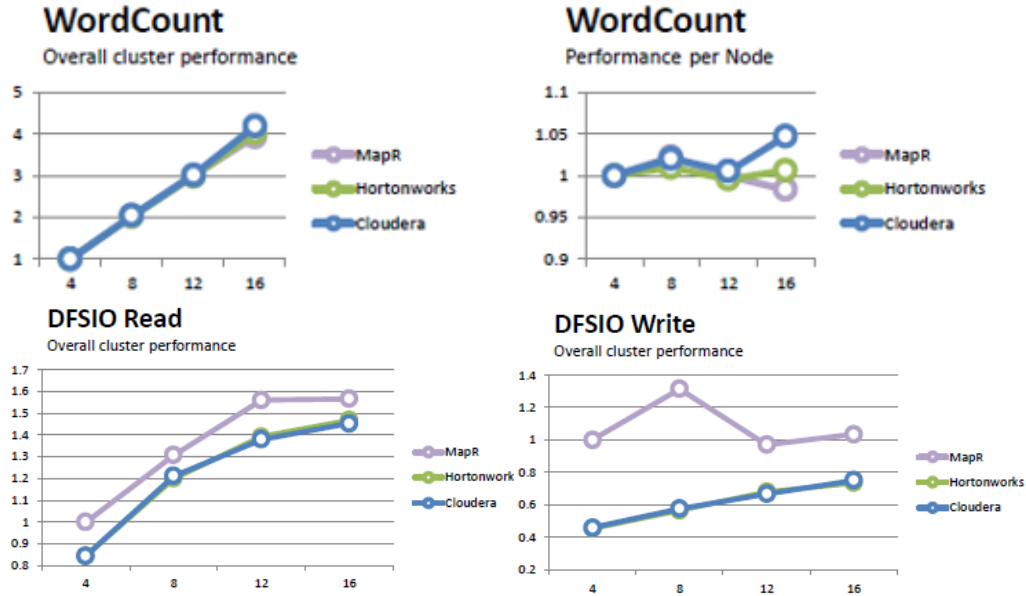 WordCount
Overall cluster performance
5
4
3
2
1
4 8 12 16
MapR
Hortonworks
Cloudera
WordCount
Performance per Node
1.1
1.05
1
0.95
0.9
4 8 12 16
MapR
Hortonworks
Cloudera
DFSIO Read
Overall cluster performance
1.7
1.6
1.5
1.4
1.3
1.2
1.1
1
0.9
0.8
4 8 12 16
MapR
Hortonwork
Cloudera
DFSIO Write
Overall cluster performance
1.4
1.2
1
0.8
0.6
0.4
0.2
4 8 12 16
MapR
Hortonworks
Cloudera